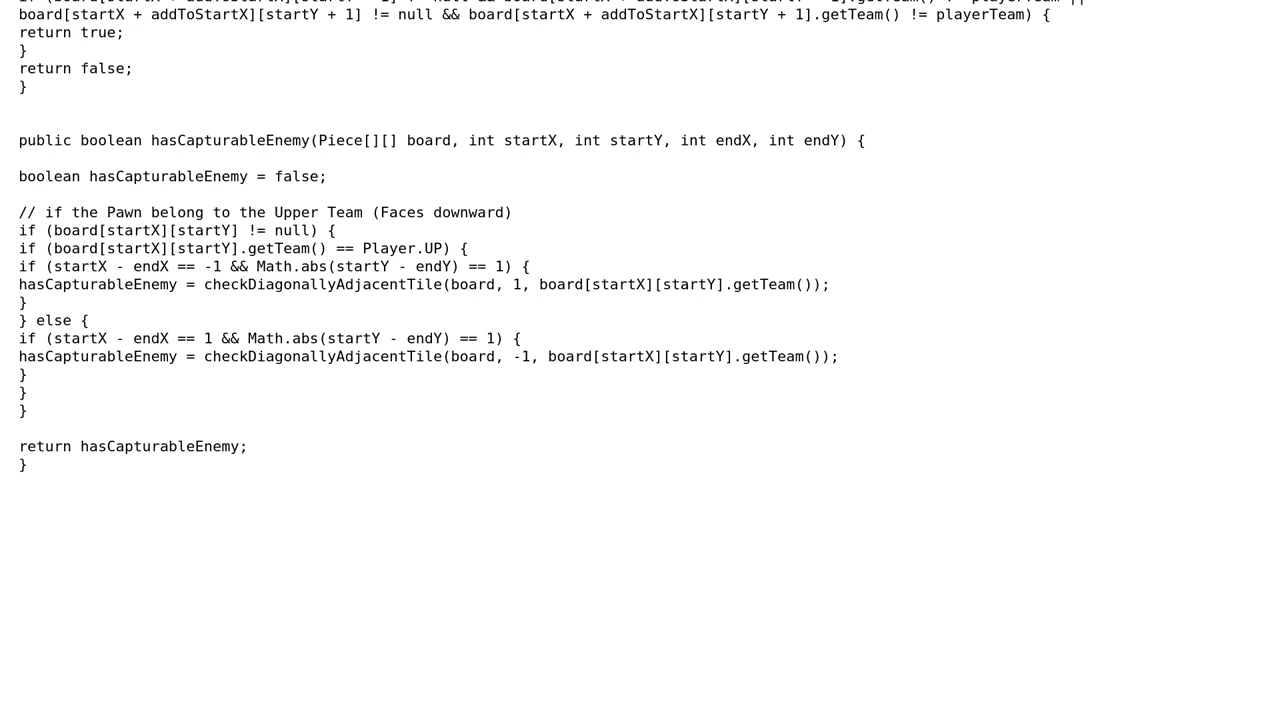 board[startX + addToStartX][startY + 1] != null && board[startX + addToStartX][startY + 1].getTeam() != playerTeam) {
return true;
}
return false;
}
public boolean hasCapturableEnemy(Piece[][] board, int startX, int startY, int endX, int endY) {
boolean hasCapturableEnemy = false;
// if the Pawn belong to the Upper Team (Faces downward)
if (board[startX][startY] != null) {
if (board[startX][startY].getTeam() == Player.UP) {
if (startX - endX == -1 && Math.abs(startY - endY) == 1) {
hasCapturableEnemy = checkDiagonallyAdjacentTile(board, 1, board[startX][startY].getTeam());
}
} else {
if (startX - endX == 1 && Math.abs(startY - endY) == 1) {
hasCapturableEnemy = checkDiagonallyAdjacentTile(board, -1, board[startX][startY].getTeam());
}
}
}
return hasCapturableEnemy;
}